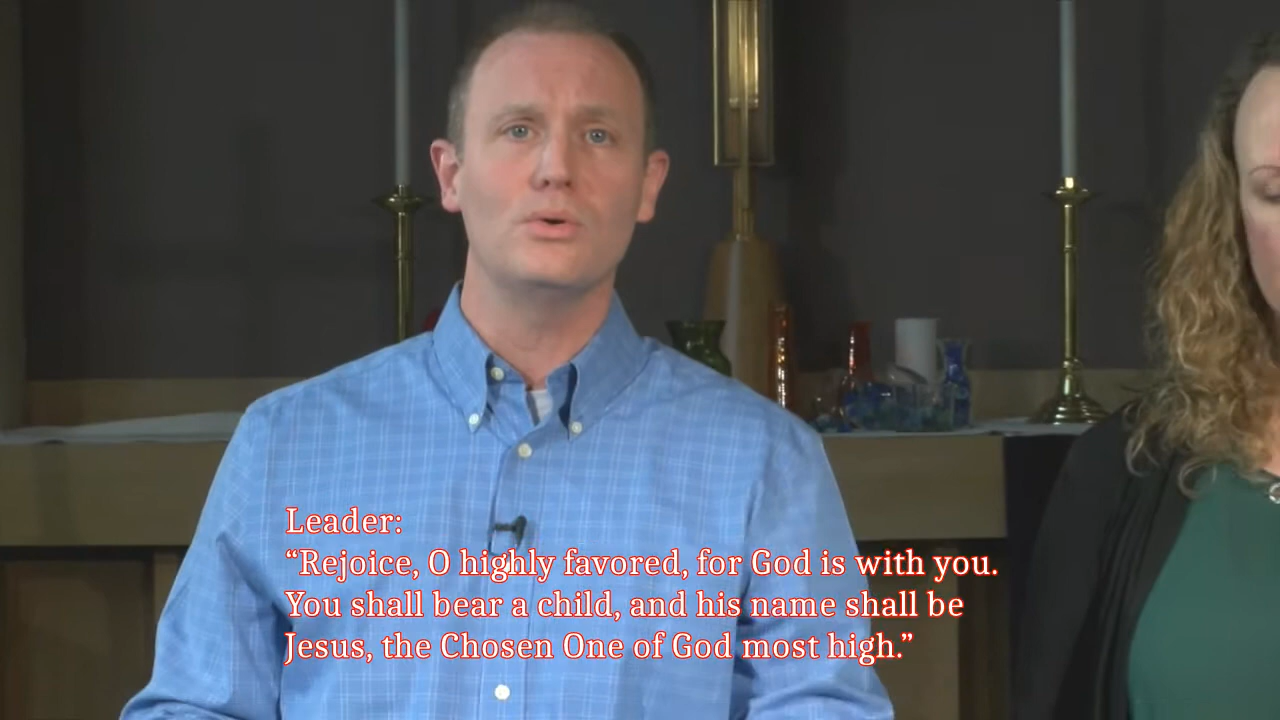 Leader:
“Rejoice, O highly favored, for God is with you.
You shall bear a child, and his name shall be
Jesus, the Chosen One of God most high.”